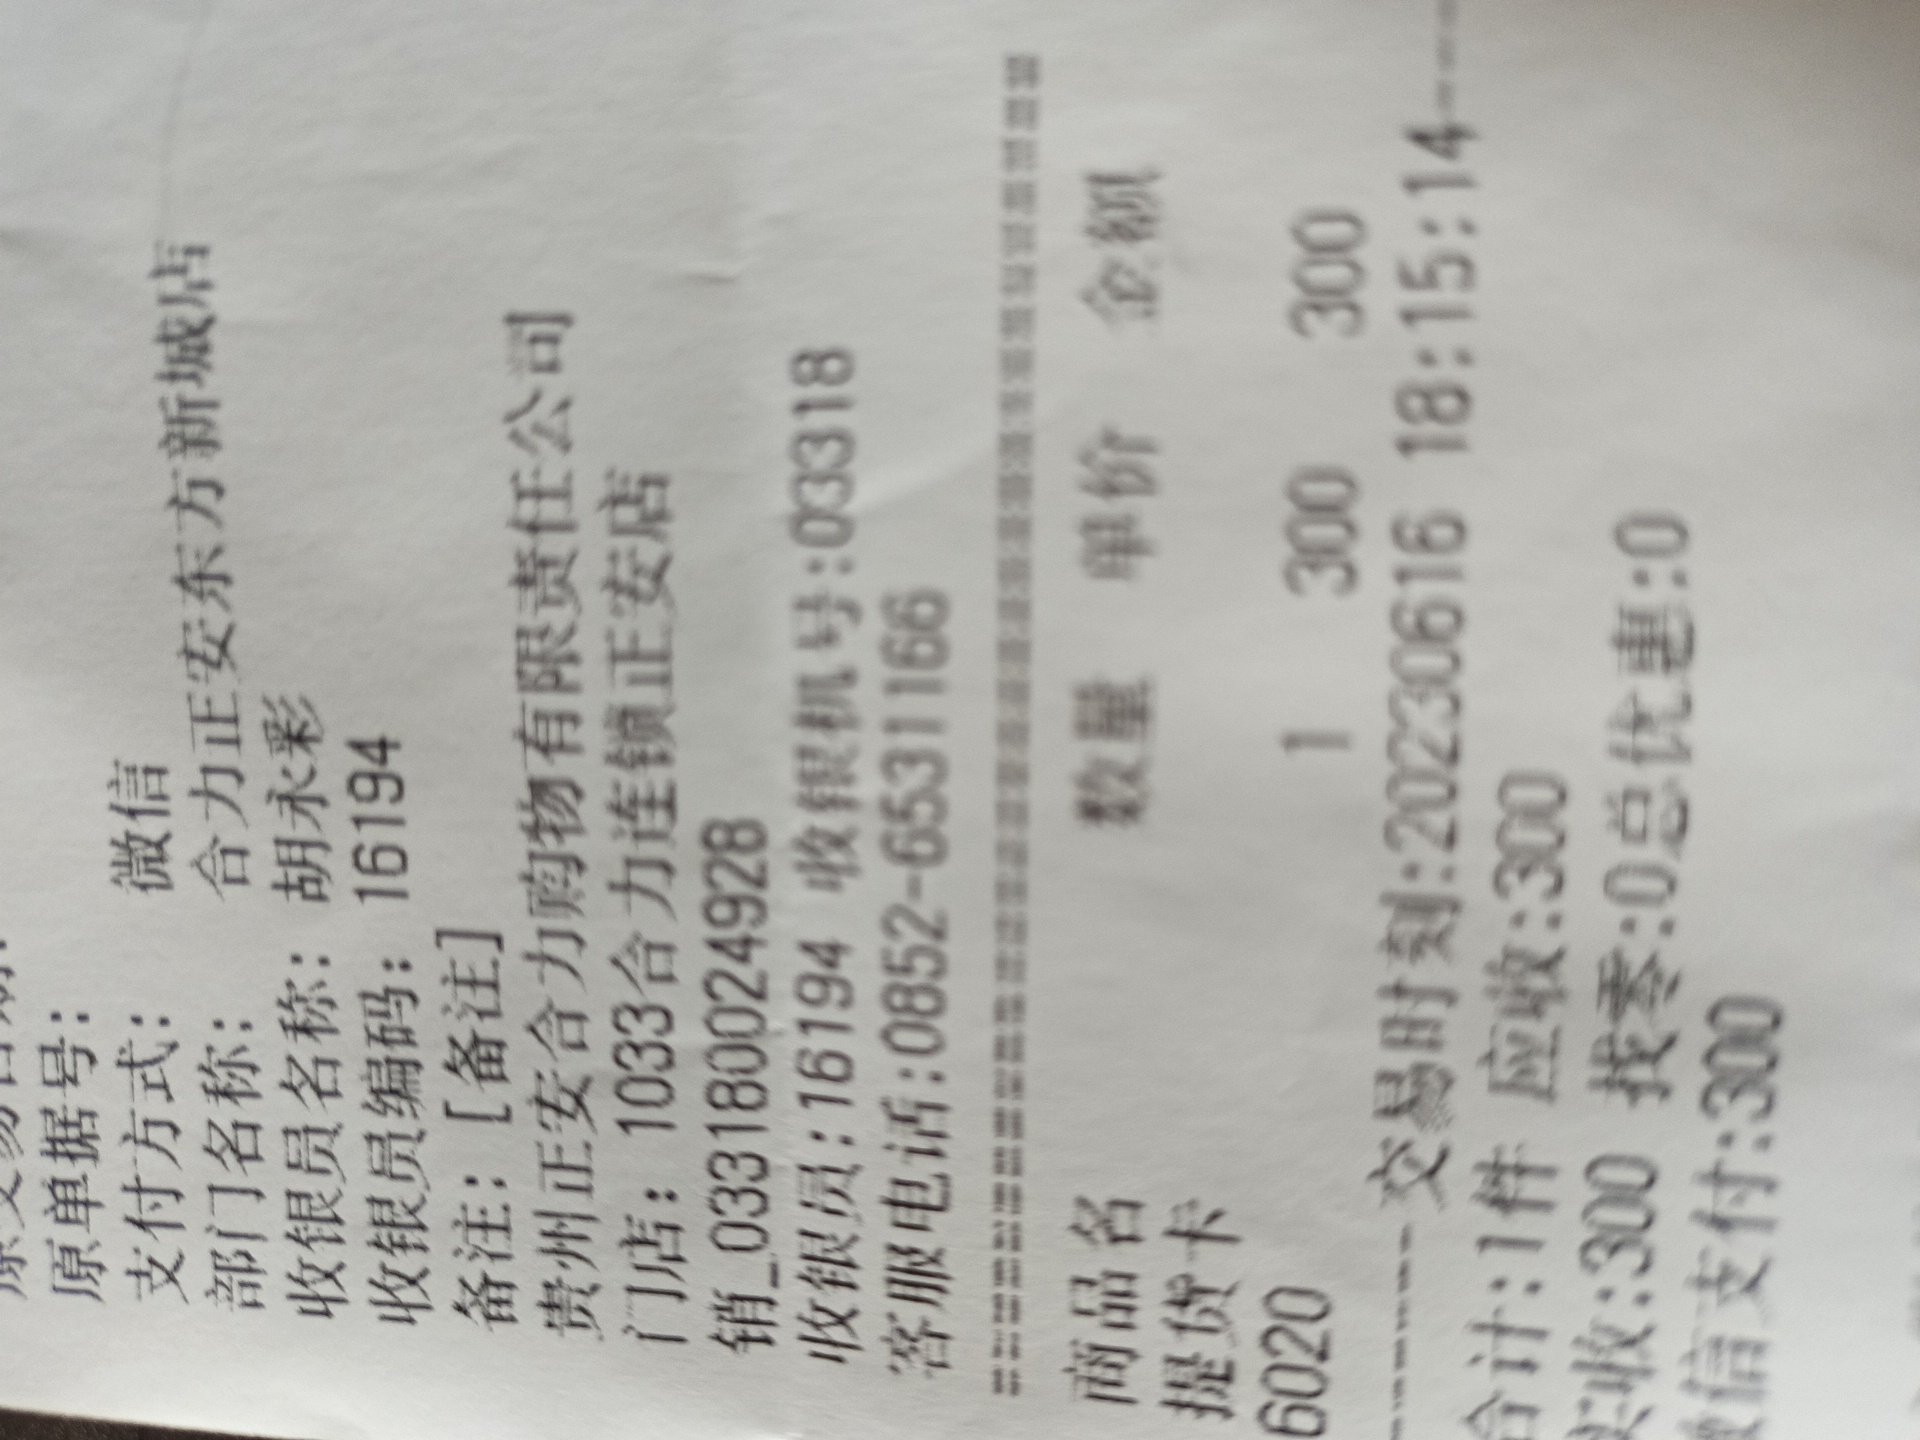 原单据号：
支付方式： 微信
部门名称： 合力正安东方新城店
收银员名称： 胡永彩
收银员编码： 16194
备注： [备注]
贵州正安合力购物有限责任公司
门店： 1033合力连锁正安店
销_0331800024928
收银员:16194 收银机号:03318
客服电话:0852-6531166
商品名 数量 单价 金额
提货卡
6020 1 300 300
交易时刻:20230616 18:15:14
合计:1件 应收:300
实收:300 找零:0总优惠:0
微信支付:300